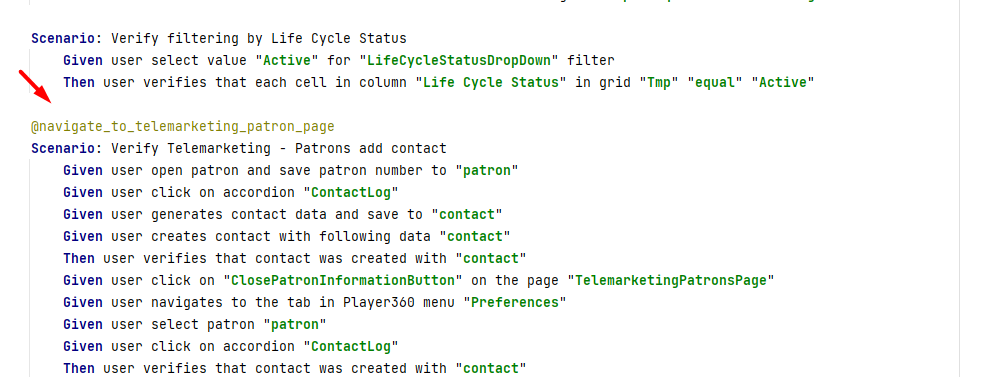 Scenario: Verify filtering by Life Cycle Status
Given user select value "Active" for "LifeCycleStatusDropDown" filter
Then user verifies that each cell in column "Life Cycle Status" in grid "Tmp" "equal" "Active"
@navigate_to_telemarketing_patron_page
Scenario: Verify Telemarketing - Patrons add contact
Given user open patron and save patron number to "patron"
Given user click on accordion "ContactLog"
Given user generates contact data and save to "contact"
Given user creates contact with following data "contact"
Then user verifies that contact was created with "contact"
Given user click on "ClosePatronInformationButton" on the page "TelemarketingPatronsPage"
Given user navigates to the tab in Player360 menu "Preferences"
Given user select patron "patron"
Given user click on accordion "ContactLog"
Then user verifies that contact was created with "contact"